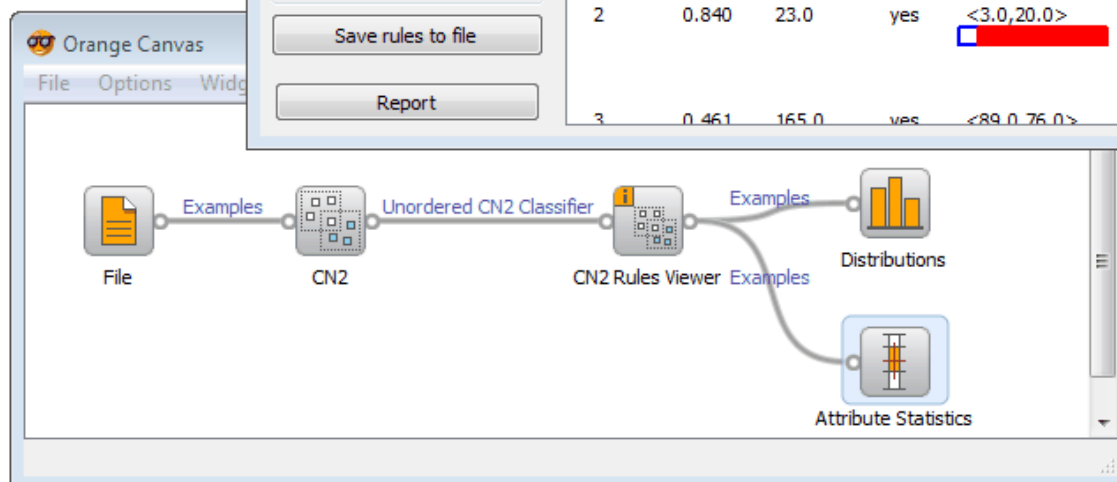 2 0.840 23.0 yes <3.0,20.0>
Save rules to file
Orange Canvas
File Options Widg
Report
3 0.461 165.0 yes <89.0,76.0>
Examples Unordered CN2 Classifier Examples
File CN2 CN2 Rules Viewer Examples Distributions
Attribute Statistics